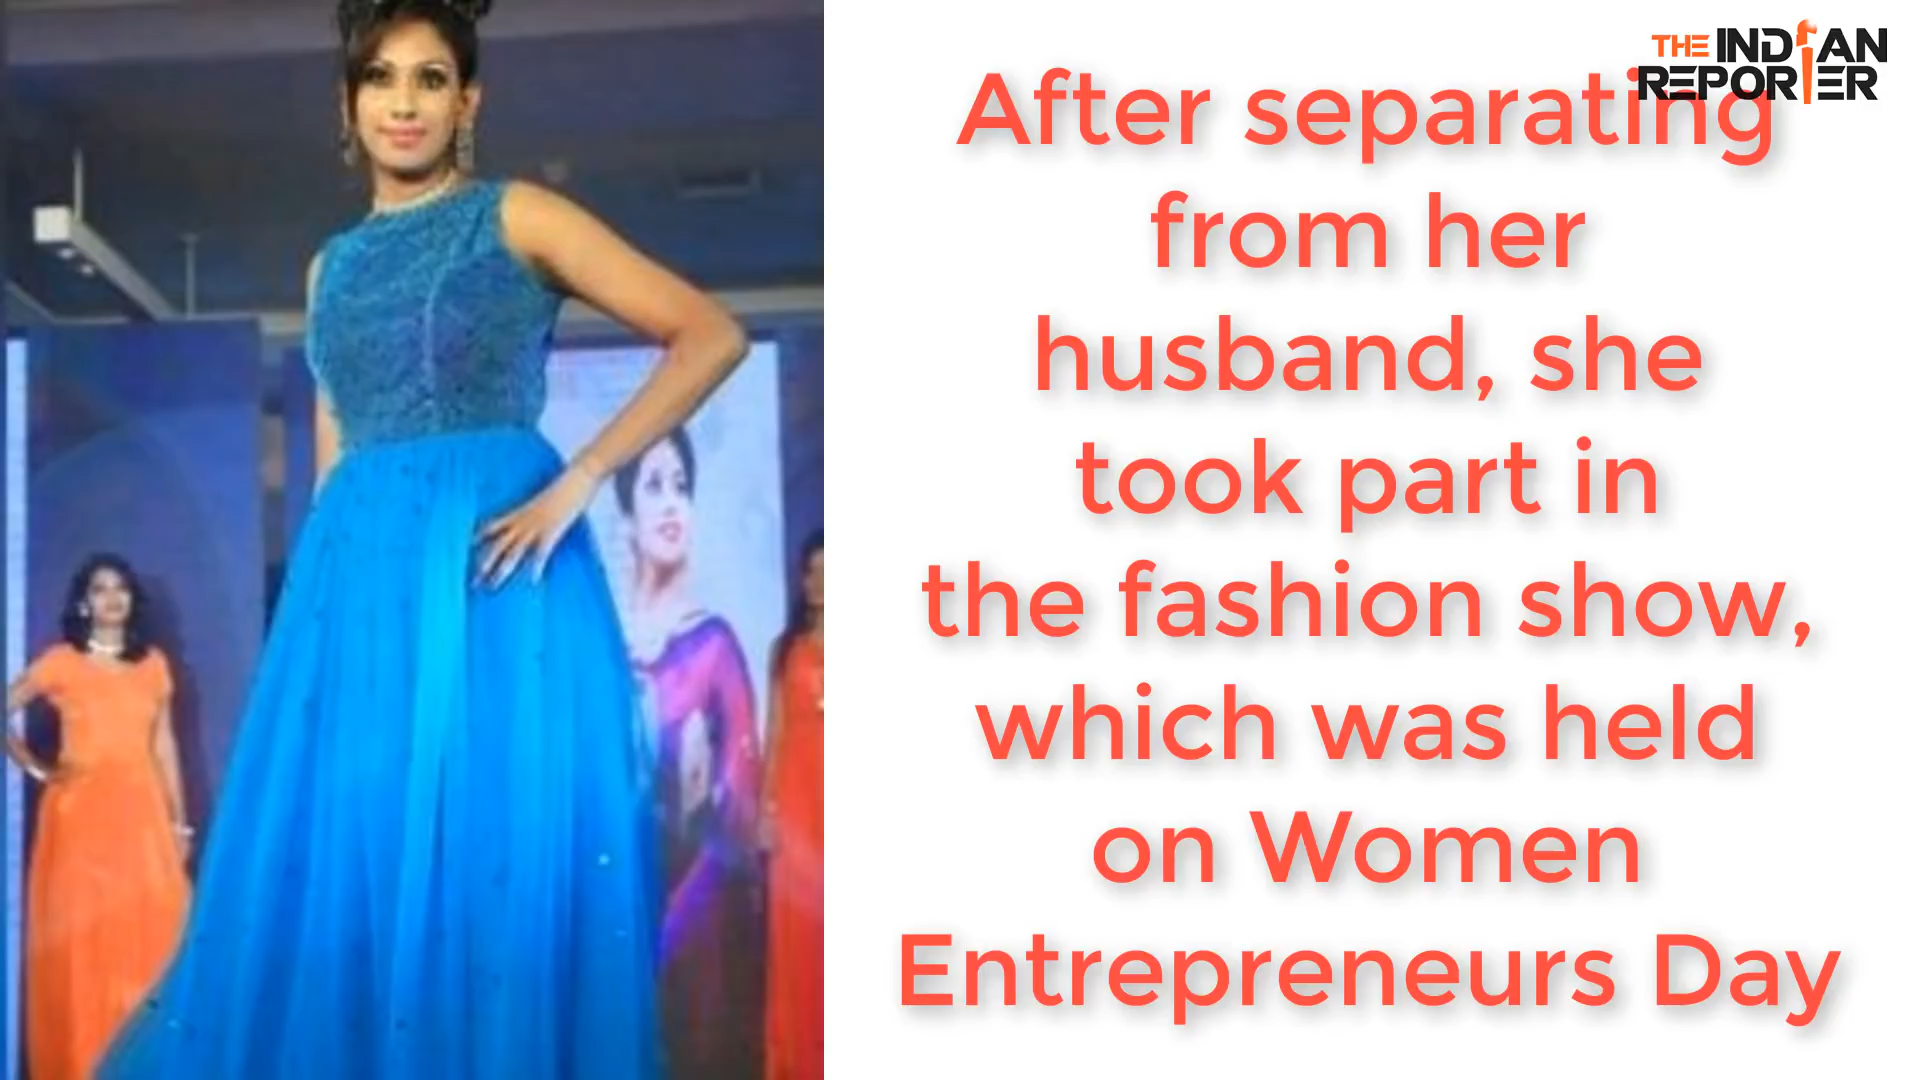 THE INDIAN
REPORTER
After separating
from her
husband, she
took part in
the fashion show,
which was held
on Women
Entrepreneurs Day